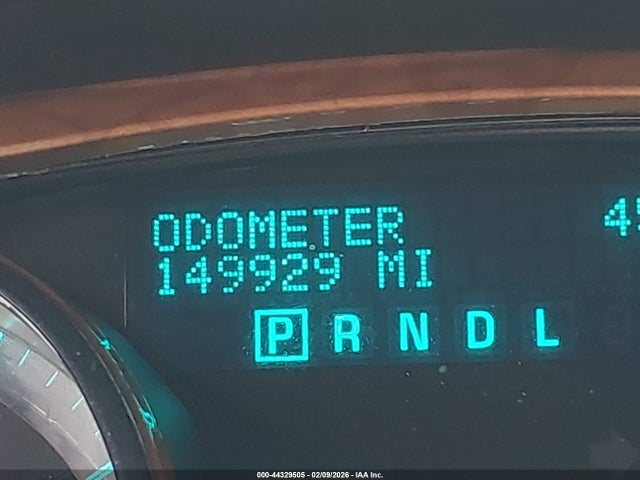 ODOMETER
149929 MI
P R N D L
000-44329505 - 02/09/2026 - IAA Inc.